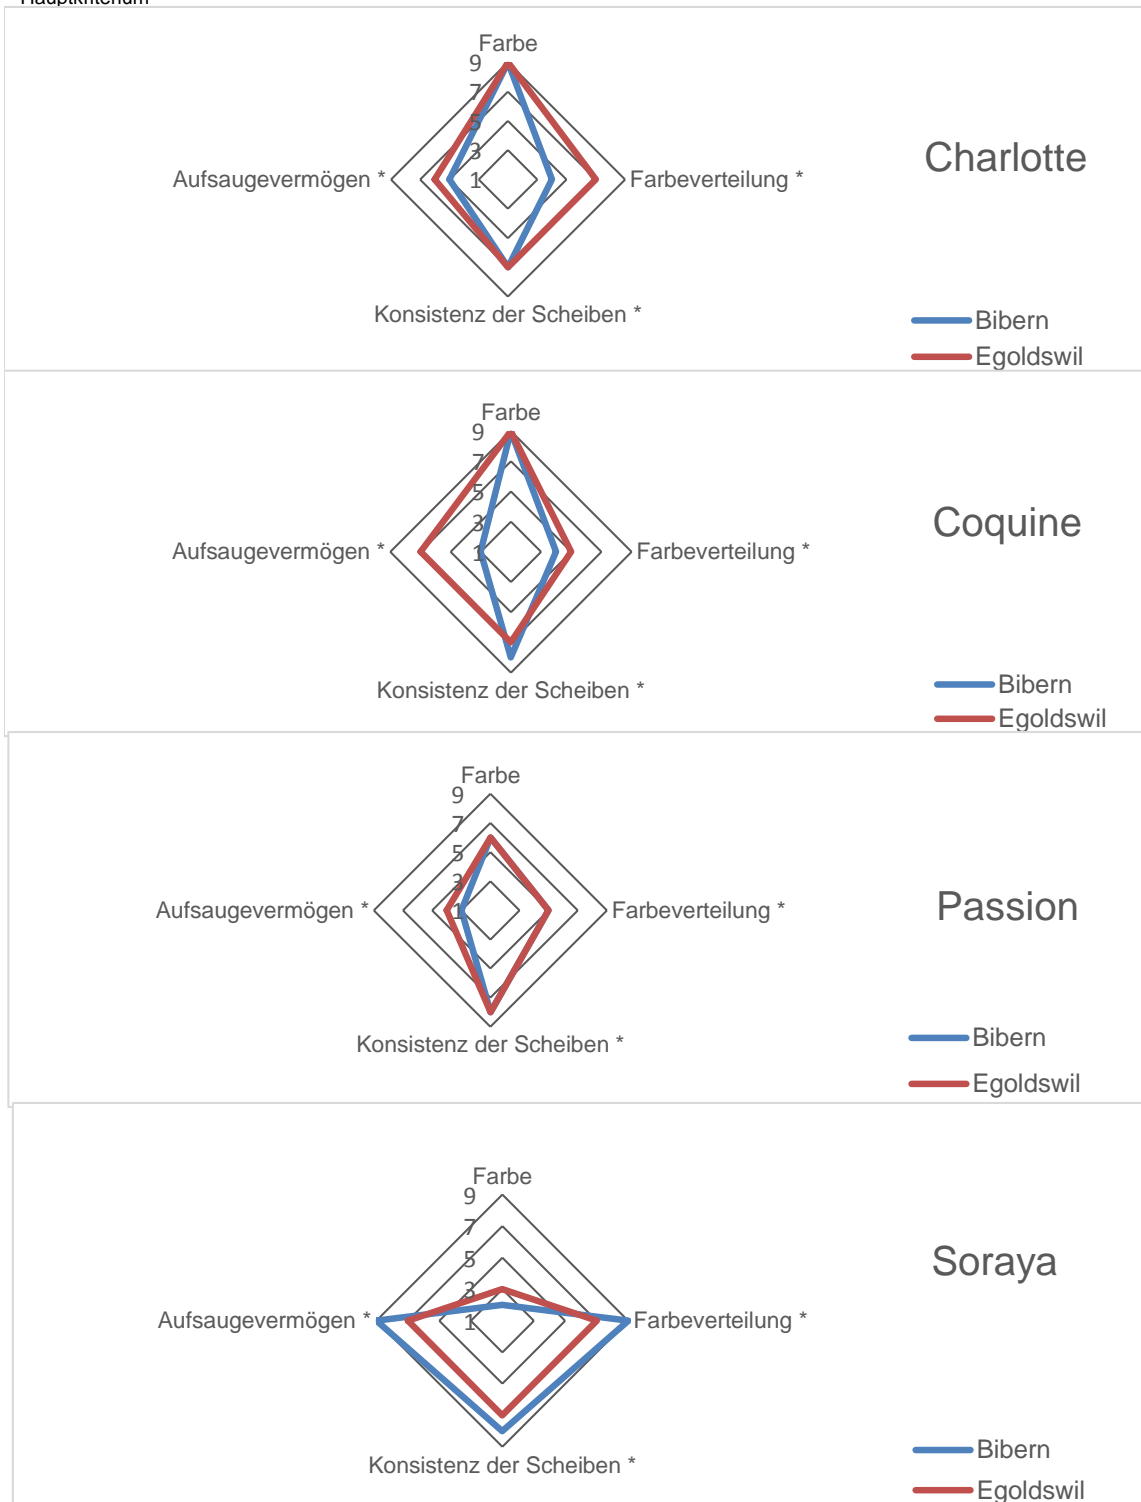 Hauptkriterium
Farbe
9
7
5
3
1
Aufsaugevermögen *
Farbeverteilung *
Charlotte
Konsistenz der Scheiben *
Bibern
Egoldswil
Farbe
9
7
5
3
1
Aufsaugevermögen *
Farbeverteilung *
Coquine
Konsistenz der Scheiben *
Bibern
Egoldswil
Farbe
9
7
5
3
1
Aufsaugevermögen *
Farbeverteilung *
Passion
Konsistenz der Scheiben *
Bibern
Egoldswil
Farbe
9
7
5
3
1
Aufsaugevermögen *
Farbeverteilung *
Soraya
Konsistenz der Scheiben *
Bibern
Egoldswil